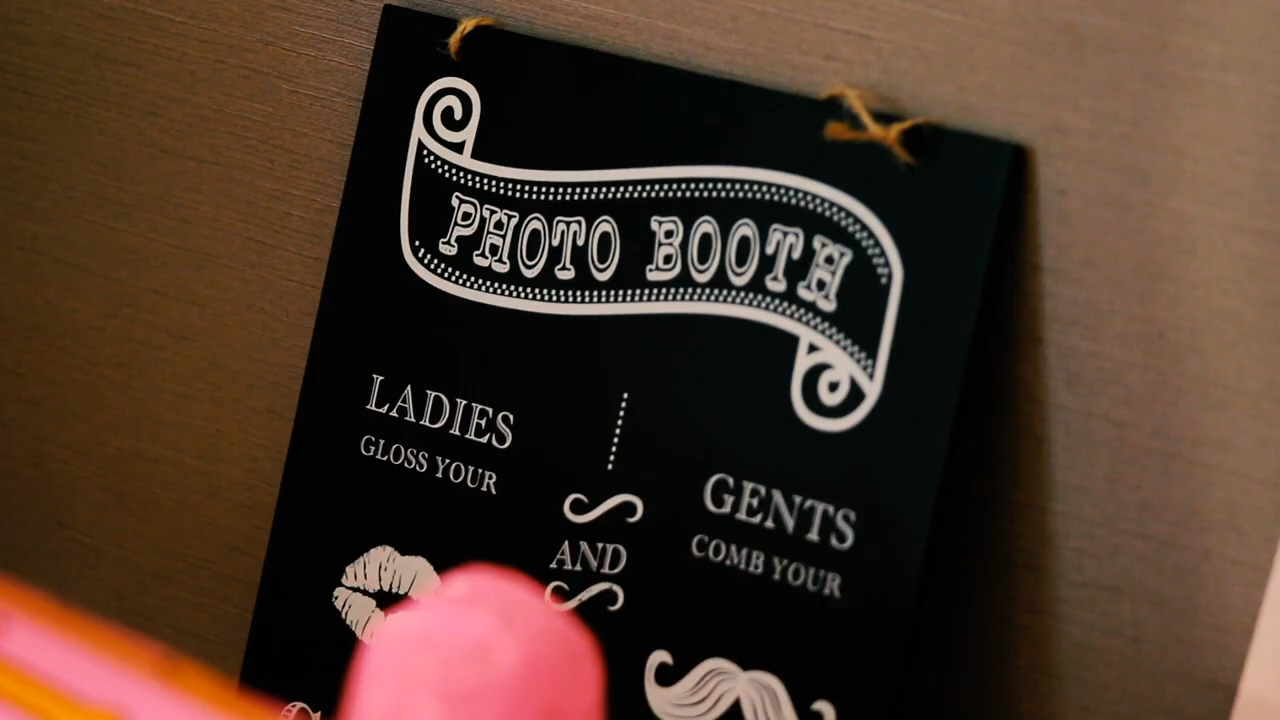 PHOTO BOOTH
LADIES
GLOSS YOUR
AND
GENTS
COMB YOUR